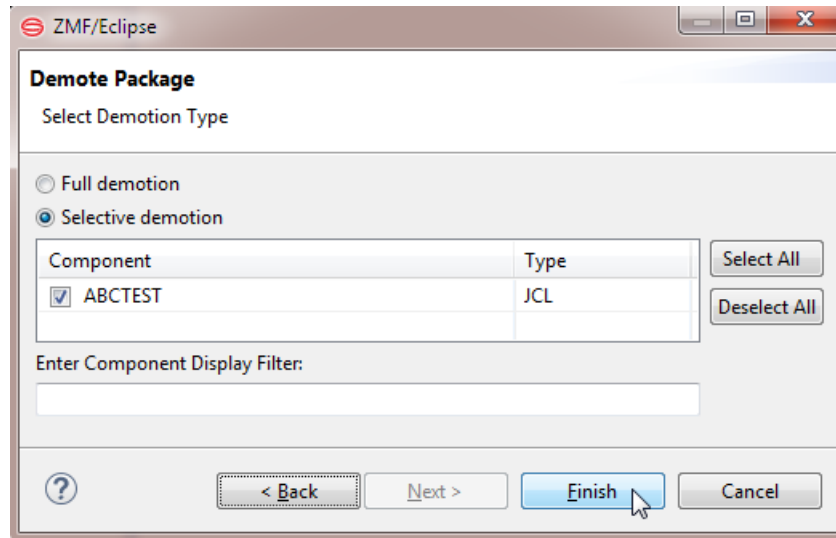 ZMF/Eclipse
Demote Package
Select Demotion Type
Full demotion
Selective demotion
Component Type
ABCTEST JCL
Select All
Deselect All
Enter Component Display Filter:
? < Back Next > Finish Cancel